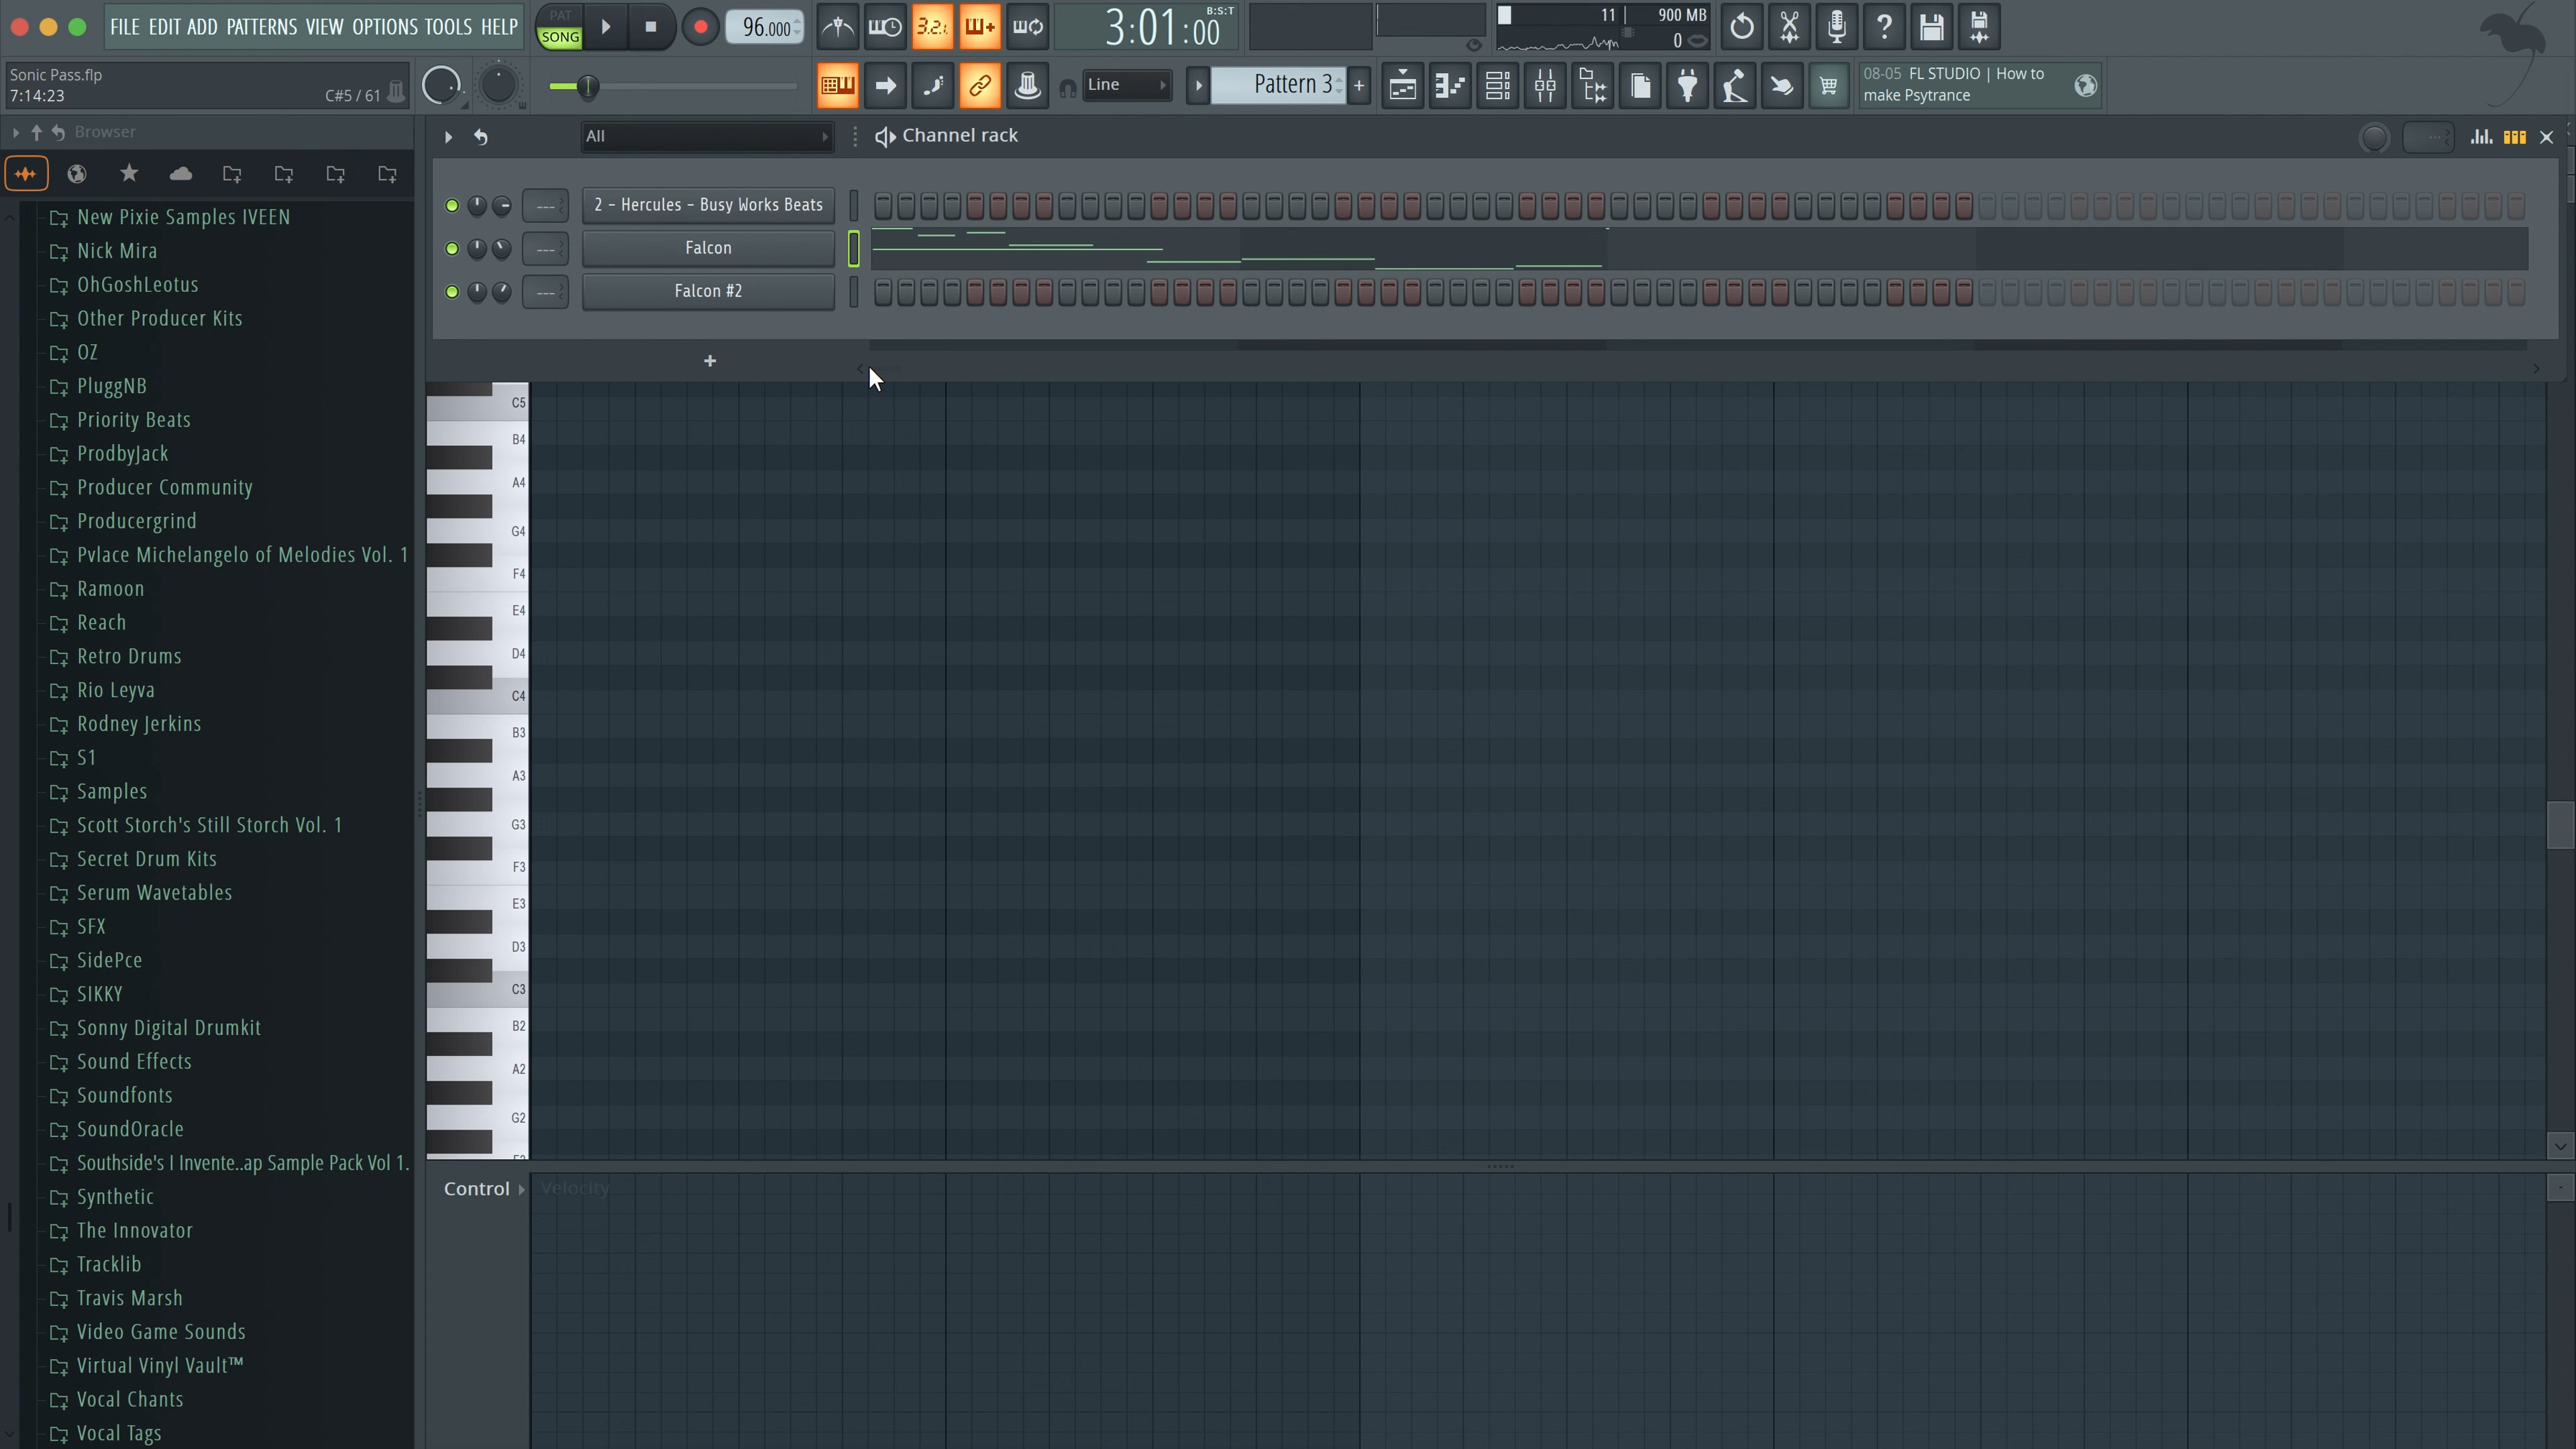 FILE EDIT ADD PATTERNS VIEW OPTIONS TOOLS HELP
PAT
SONG
96.000
3:01:00
B:S:T
11
900 MB
0
Sonic Pass.flp
7:14:23
C#5 / 61
Line
Pattern 3
08-05 FL STUDIO | How to
make Psytrance
Browser
All
Channel rack
2 - Hercules - Busy Works Beats
Falcon
Falcon #2
New Pixie Samples IVEEN
Nick Mira
OhGoshLeotus
Other Producer Kits
OZ
PluggNB
Priority Beats
ProdbyJack
Producer Community
Producergrind
Pvlace Michelangelo of Melodies Vol. 1
Ramoon
Reach
Retro Drums
Rio Leyva
Rodney Jerkins
S1
Samples
Scott Storch's Still Storch Vol. 1
Secret Drum Kits
Serum Wavetables
SFX
SidePce
SIKKY
Sonny Digital Drumkit
Sound Effects
Soundfonts
SoundOracle
Southside's I Invente..ap Sample Pack Vol 1.
Synthetic
The Innovator
Tracklib
Travis Marsh
Video Game Sounds
Virtual Vinyl Vault™
Vocal Chants
Vocal Tags
C5
B4
A4
G4
F4
E4
D4
C4
B3
A3
G3
F3
E3
D3
C3
B2
A2
G2
Control
Velocity